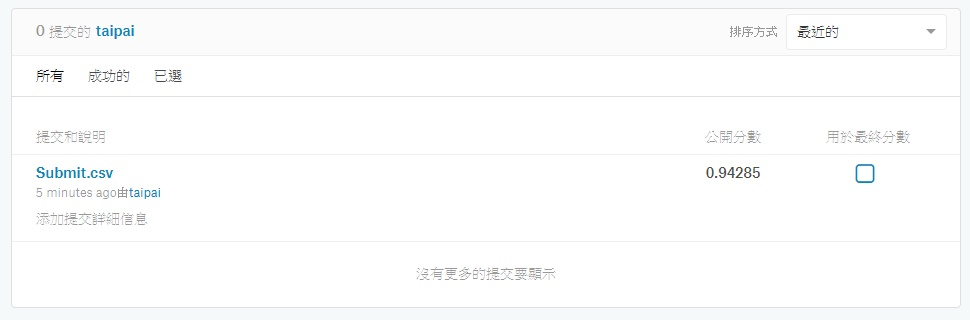 0 提交的 taipai
排序方式 最近的
所有 成功的 已選
提交和說明 公開分數 用於最終分數
Submit.csv 0.94285
5 minutes ago由taipai
添加提交詳細信息
沒有更多的提交要顯示